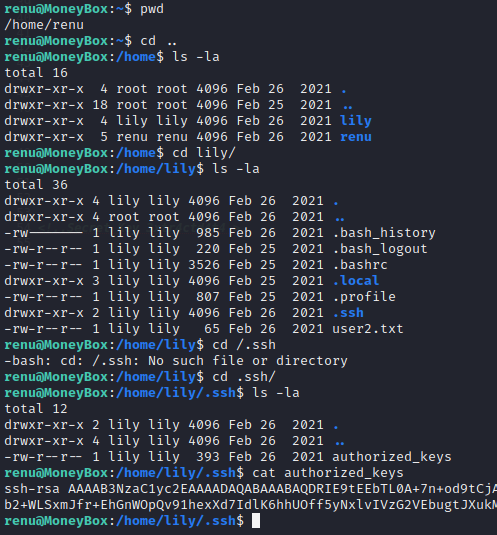 renu@MoneyBox:~$ pwd
/home/renu
renu@MoneyBox:~$ cd ..
renu@MoneyBox:/home$ ls -la
total 16
drwxr-xr-x  4 root root 4096 Feb 26  2021 .
drwxr-xr-x 18 root root 4096 Feb 25  2021 ..
drwxr-xr-x  4 lily lily 4096 Feb 26  2021 lily
drwxr-xr-x  5 renu renu 4096 Feb 26  2021 renu
renu@MoneyBox:/home$ cd lily/
renu@MoneyBox:/home/lily$ ls -la
total 36
drwxr-xr-x 4 lily lily 4096 Feb 26  2021 .
drwxr-xr-x 4 root root 4096 Feb 26  2021 ..
-rw------- 1 lily lily  985 Feb 26  2021 .bash_history
-rw-r--r-- 1 lily lily  220 Feb 25  2021 .bash_logout
-rw-r--r-- 1 lily lily 3526 Feb 25  2021 .bashrc
drwxr-xr-x 3 lily lily 4096 Feb 25  2021 .local
-rw-r--r-- 1 lily lily  807 Feb 25  2021 .profile
drwxr-xr-x 2 lily lily 4096 Feb 26  2021 .ssh
-rw-r--r-- 1 lily lily   65 Feb 26  2021 user2.txt
renu@MoneyBox:/home/lily$ cd /.ssh
-bash: cd: /.ssh: No such file or directory
renu@MoneyBox:/home/lily$ cd .ssh/
renu@MoneyBox:/home/lily/.ssh$ ls -la
total 12
drwxr-xr-x 2 lily lily 4096 Feb 26  2021 .
drwxr-xr-x 4 lily lily 4096 Feb 26  2021 ..
-rw-r--r-- 1 lily lily  393 Feb 26  2021 authorized_keys
renu@MoneyBox:/home/lily/.ssh$ cat authorized_keys
ssh-rsa AAAAB3NzaC1yc2EAAAADAQABAAABAQDRIE9tEEbTL0A+7n+od9tCjA
b2+WLSxmJfr+EhGnWOpQv91hexXd7IdlK6hhUOff5yNxlvIVzG2VEbugtJXukM
renu@MoneyBox:/home/lily/.ssh$